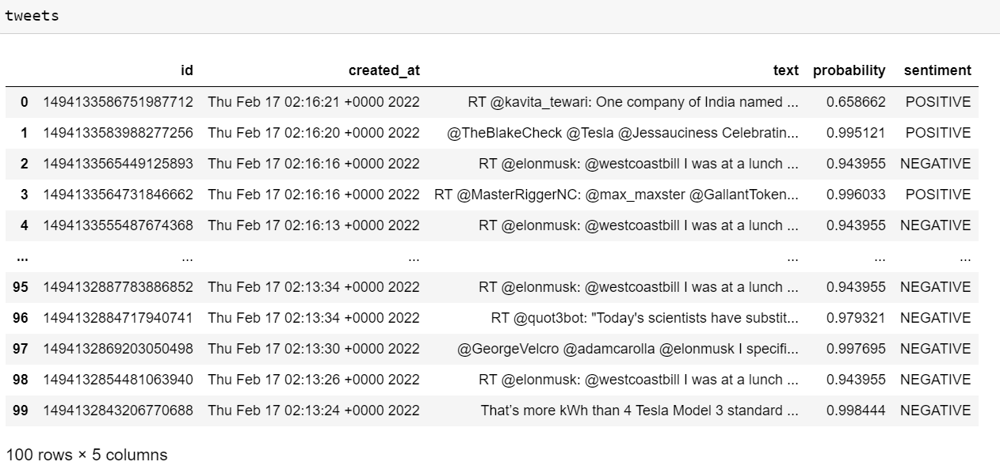 tweets
id created_at text probability sentiment
0 1494133586751987712 Thu Feb 17 02:16:21 +0000 2022 RT @kavita_tewari: One company of India named ... 0.658662 POSITIVE
1 1494133583988277256 Thu Feb 17 02:16:20 +0000 2022 @TheBlakeCheck @Tesla @Jessauciness Celebratin... 0.995121 POSITIVE
2 1494133565449125893 Thu Feb 17 02:16:16 +0000 2022 RT @elonmusk: @westcoastbill I was at a lunch ... 0.943955 NEGATIVE
3 1494133564731846662 Thu Feb 17 02:16:16 +0000 2022 RT @MasterRiggerNC: @max_maxster @GallantToken... 0.996033 POSITIVE
4 1494133555487674368 Thu Feb 17 02:16:13 +0000 2022 RT @elonmusk: @westcoastbill I was at a lunch ... 0.943955 NEGATIVE
... ... ... ... ... ...
95 1494132887783886852 Thu Feb 17 02:13:34 +0000 2022 RT @elonmusk: @westcoastbill I was at a lunch ... 0.943955 NEGATIVE
96 1494132884717940741 Thu Feb 17 02:13:34 +0000 2022 RT @quot3bot: "Today's scientists have substit... 0.979321 NEGATIVE
97 1494132869203050498 Thu Feb 17 02:13:30 +0000 2022 @GeorgeVelcro @adamcarolla @elonmusk I specifi... 0.997695 NEGATIVE
98 1494132854481063940 Thu Feb 17 02:13:26 +0000 2022 RT @elonmusk: @westcoastbill I was at a lunch ... 0.943955 NEGATIVE
99 1494132843206770688 Thu Feb 17 02:13:24 +0000 2022 That’s more kWh than 4 Tesla Model 3 standard ... 0.998444 NEGATIVE
100 rows × 5 columns